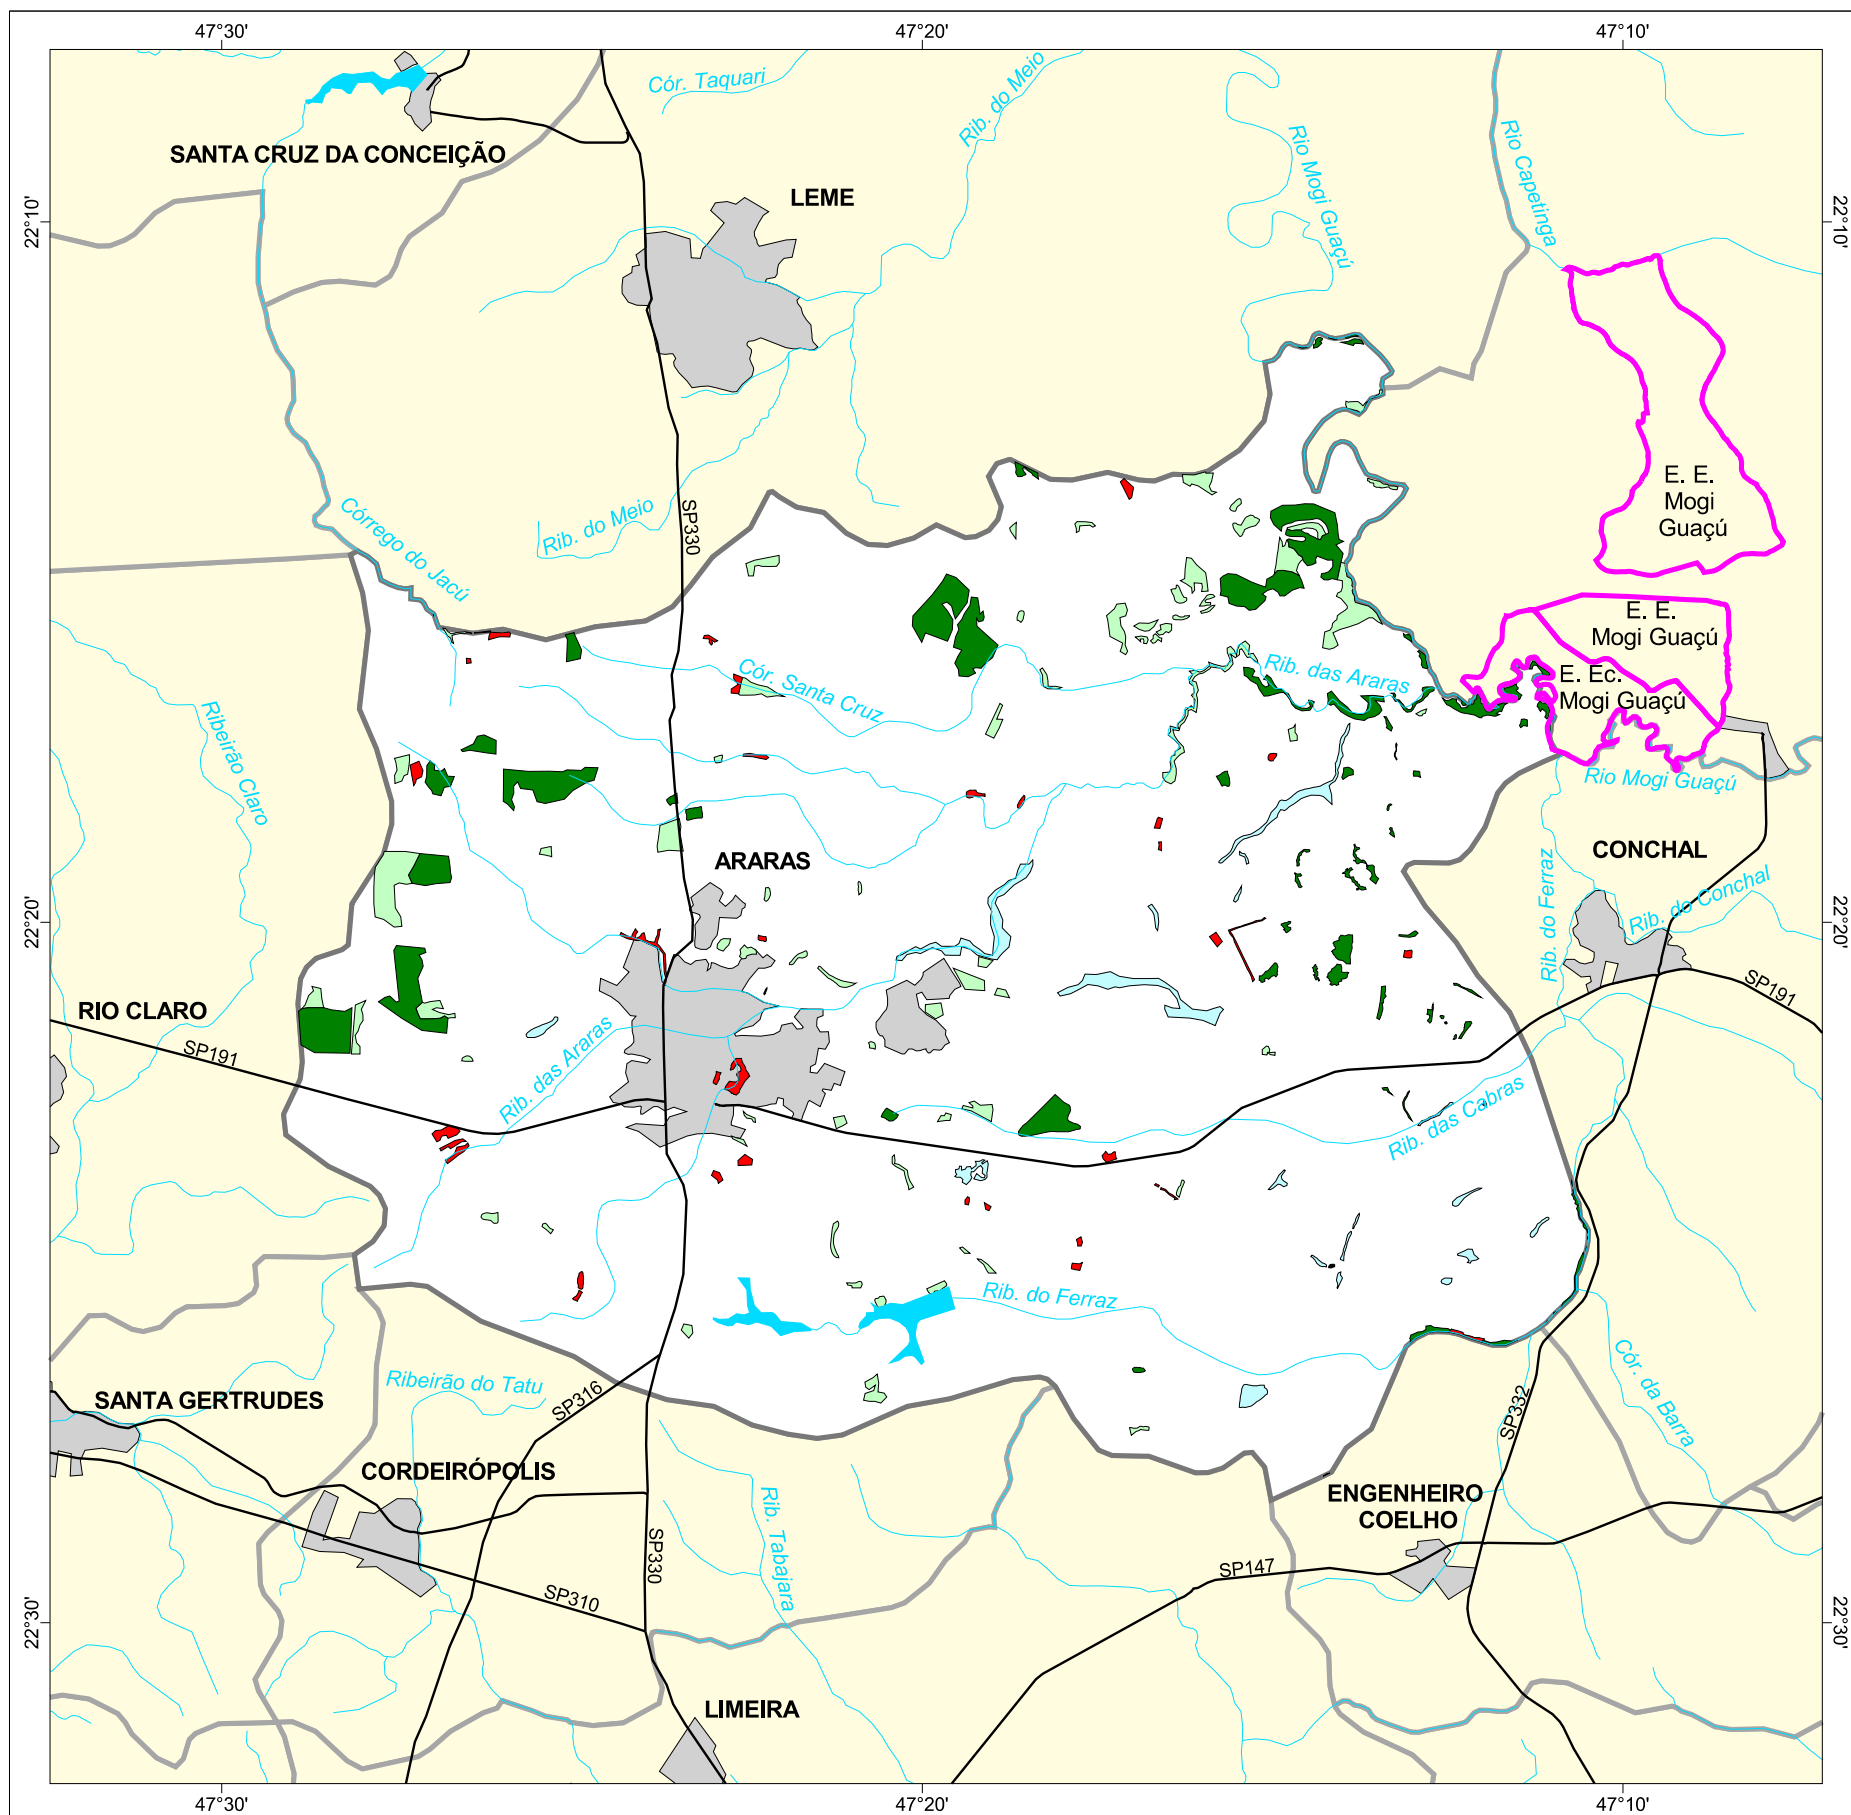 47°30'
47°20'
47°10'
Cór. Taquari
Rib. do Meio
Rio Mogi Guaçú
Rio Capetinga
SANTA CRUZ DA CONCEIÇÃO
LEME
22°10'
22°10'
E. E.
Mogi
Guaçú
SP330
Rib. do Meio
Córrego do Jacú
E. E.
Mogi Guaçú
E. Ec.
Mogi Guaçú
Rib. das Araras
Cór. Santa Cruz
Ribeirão Claro
Rio Mogi Guaçú
ARARAS
CONCHAL
Rib. do Ferraz
Rib. do Conchal
22°20'
22°20'
RIO CLARO
SP191
SP191
Rib. das Araras
Rib. das Cabras
Rib. do Ferraz
Ribeirão do Tatu
SP316
SP332
Cór. da Barra
SANTA GERTRUDES
CORDEIRÓPOLIS
ENGENHEIRO
COELHO
Rib. Tabajara
SP330
SP147
SP310
22°30'
22°30'
LIMEIRA
47°30'
47°20'
47°10'